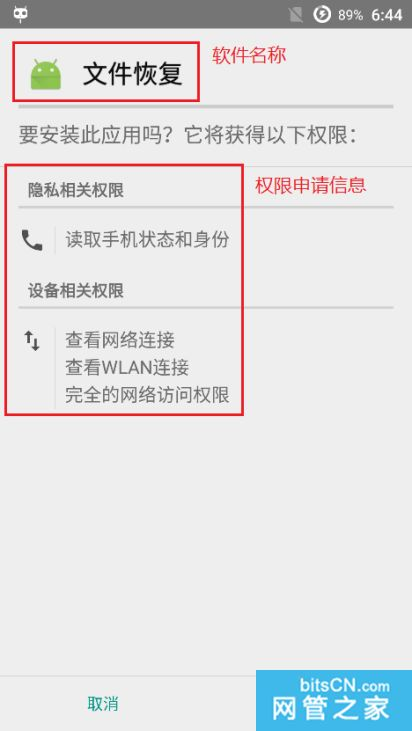 89% 6:44
文件恢复
软件名称
要安装此应用吗？它将获得以下权限：
隐私相关权限
权限申请信息
读取手机状态和身份
设备相关权限
查看网络连接
查看WLAN连接
完全的网络访问权限
取消
bitsCN.com
网管之家